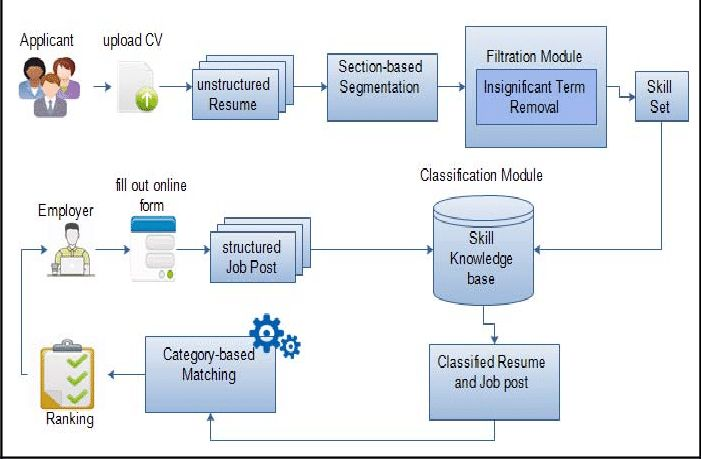 Applicant
upload CV
unstructured
Resume
Section-based
Segmentation
Filtration Module
Insignificant Term
Removal
Skill
Set
Classification Module
Employer
fill out online
form
structured
Job Post
Skill
Knowledge
base
Classified Resume
and Job post
Category-based
Matching
Ranking